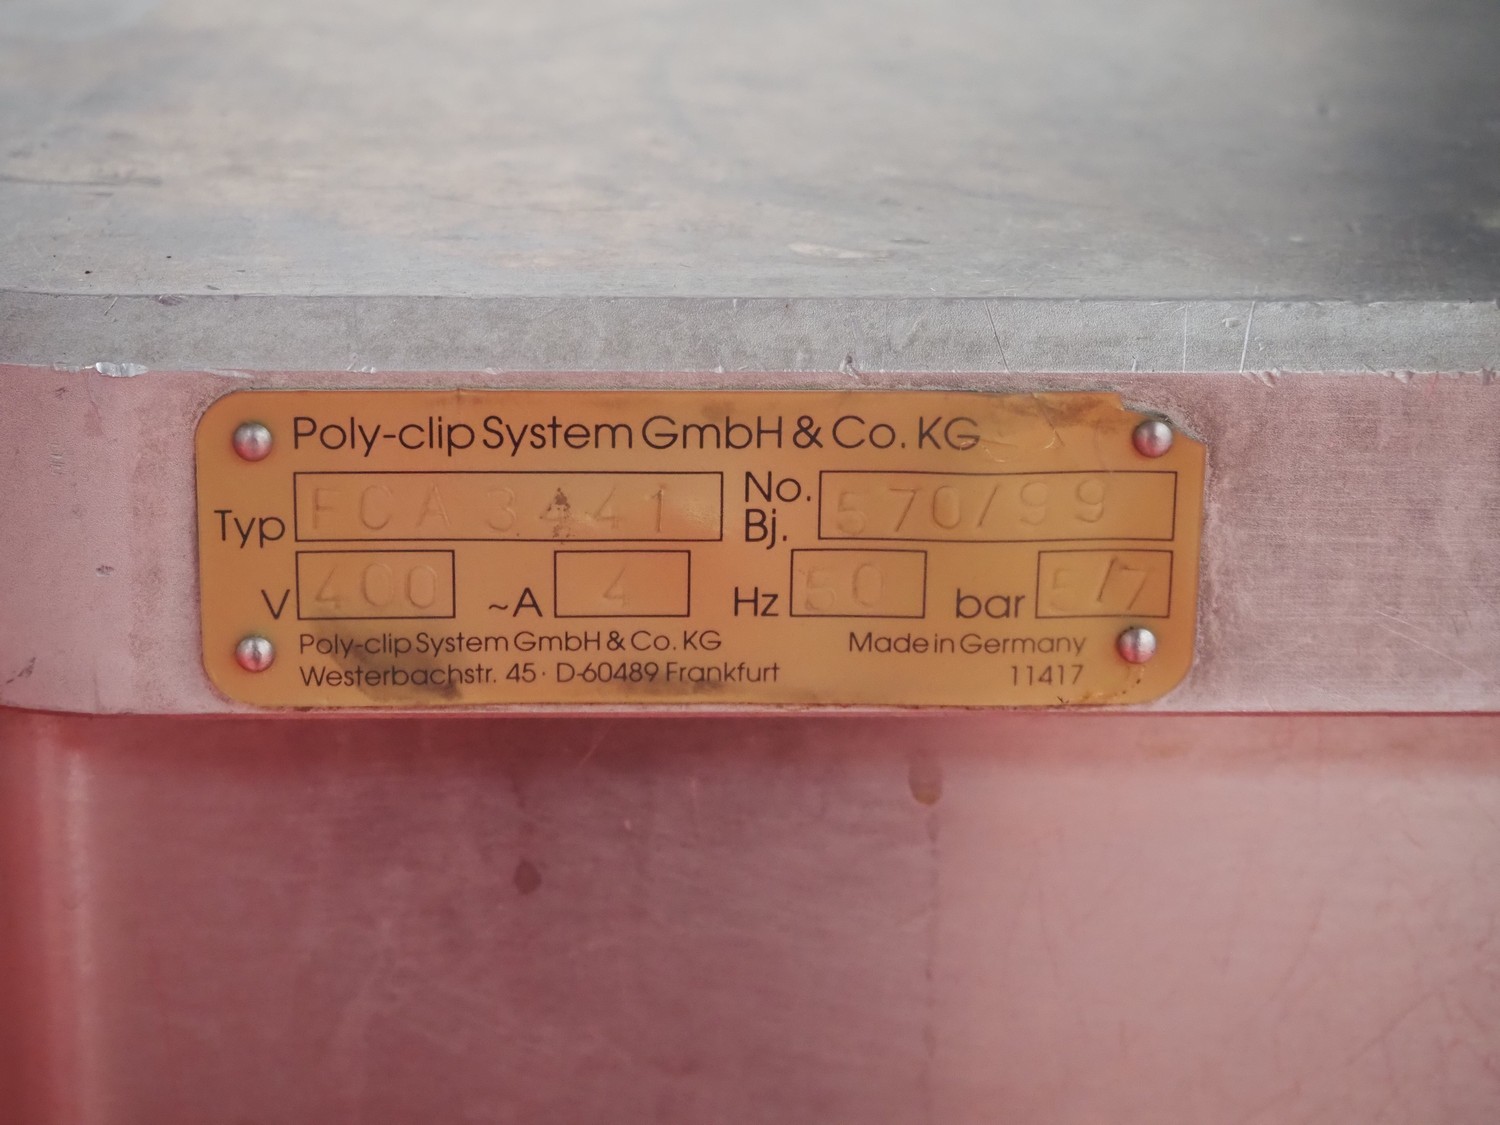 Poly-clip System GmbH & Co. KG
Typ FCA 3441 No. Bj. 570/99
V 400 ~A 4 Hz 50 bar 5/7
Poly-clip System GmbH & Co. KG Made in Germany
Westerbachstr. 45 · D-60489 Frankfurt 11417